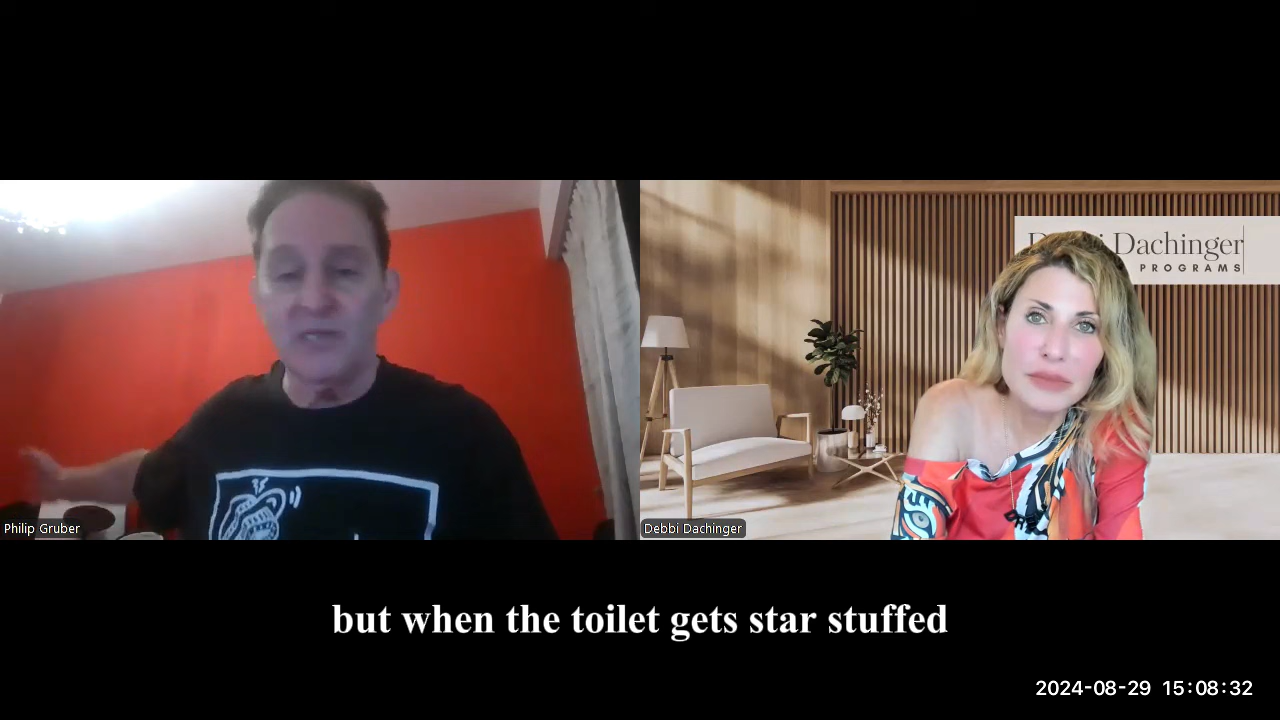 Dachinger
PROGRAMS
Philip Gruber
Debbi Dachinger
but when the toilet gets star stuffed
2024-08-29 15:08:32